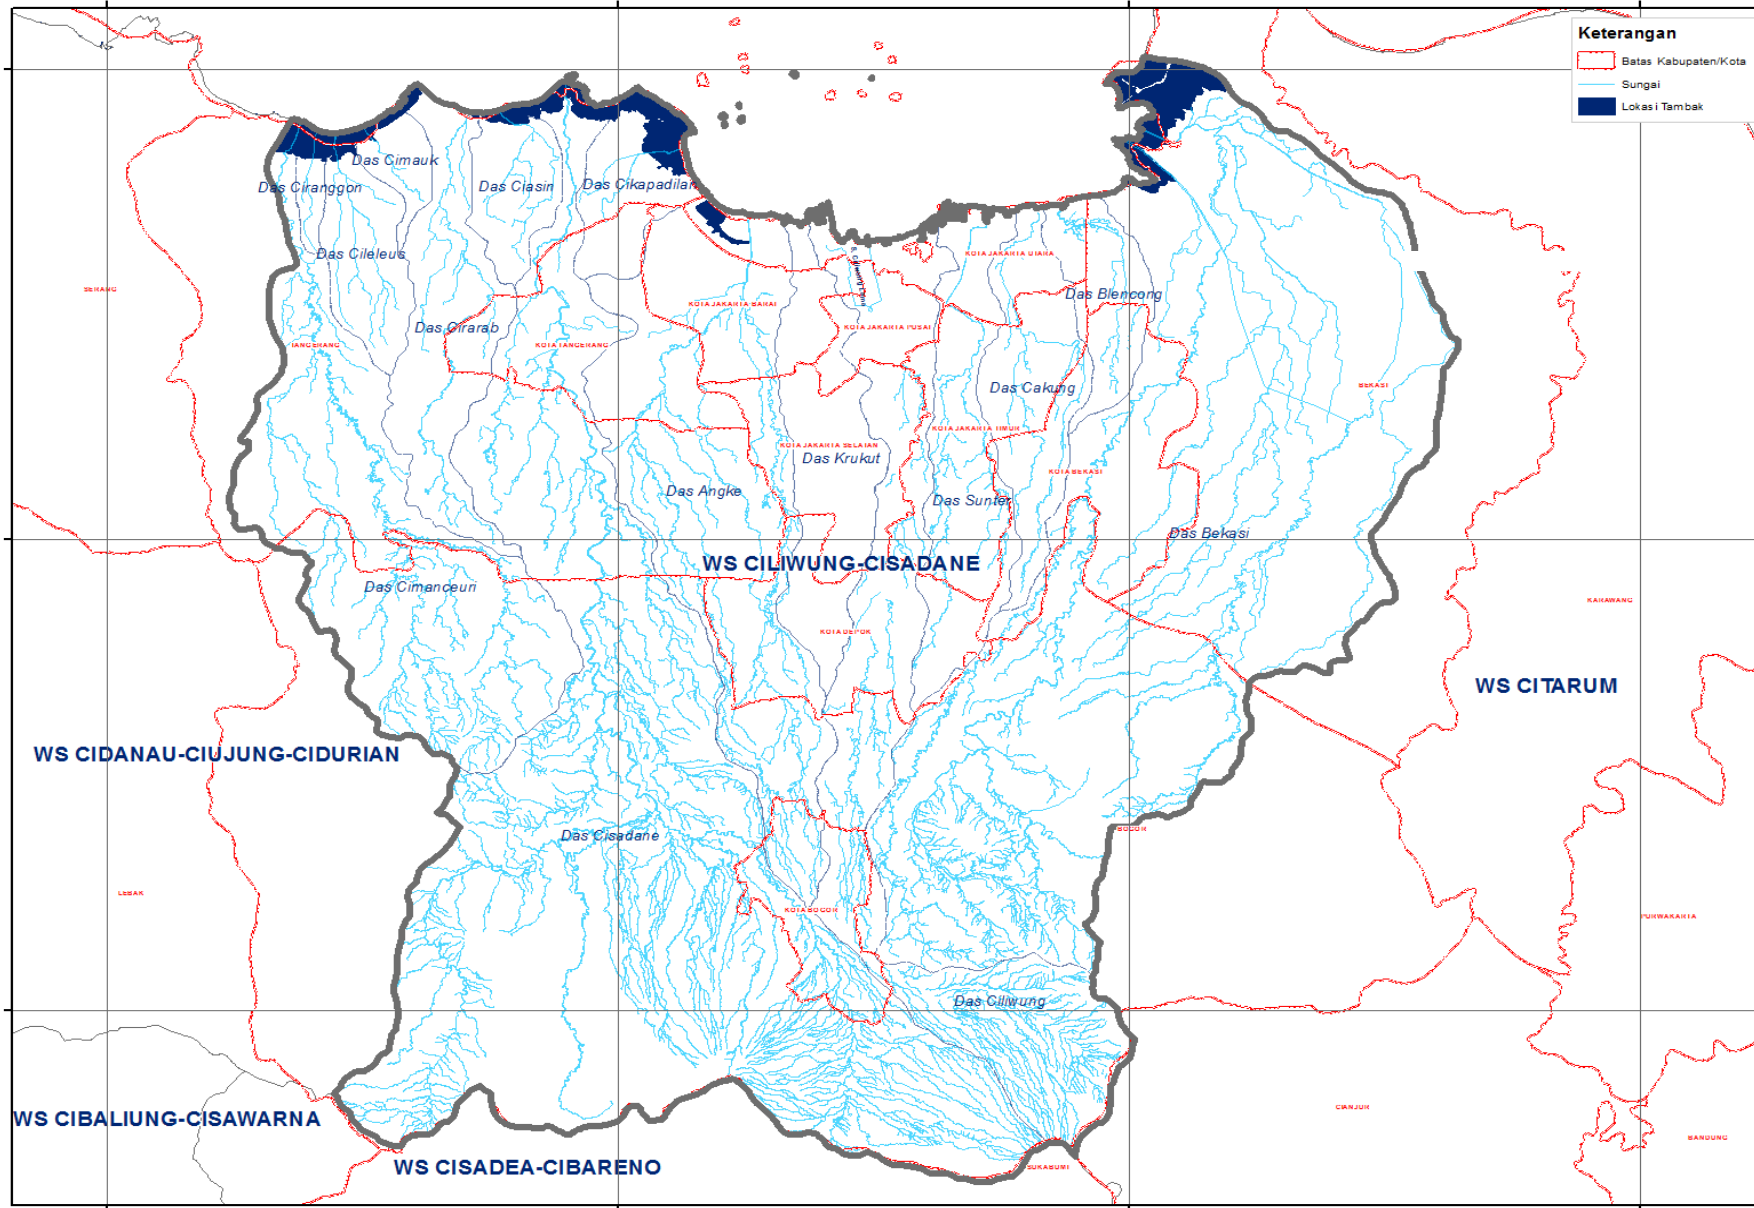 Keterangan
Batas Kabupaten/Kota
Sungai
Lokasi Tambak
Das Cimauk
Das Ciranggon
Das Ciasin
Das Cikapadilan
Das Cileleus
KOTA JAKARTA UTARA
SERANG
Das Blencong
KOTA JAKARTA BARAT
Das Cirarab
KOTA JAKARTA PUSAT
TANGERANG
KOTA TANGERANG
Das Cakung
BEKASI
KOTA JAKARTA TIMUR
KOTA JAKARTA SELATAN
Das Krukut
KOTA BEKASI
Das Angke
Das Sunter
Das Bekasi
WS CILIWUNG-CISADANE
Das Cimanceuri
KARAWANG
KOTA DEPOK
WS CITARUM
WS CIDANAU-CIUJUNG-CIDURIAN
BOGOR
Das Cisadane
LEBAK
KOTA BOGOR
PURWAKARTA
Das Ciliwung
CIANJUR
WS CIBALIUNG-CISAWARNA
BANDUNG
WS CISADEA-CIBARENO
SUKABUMI